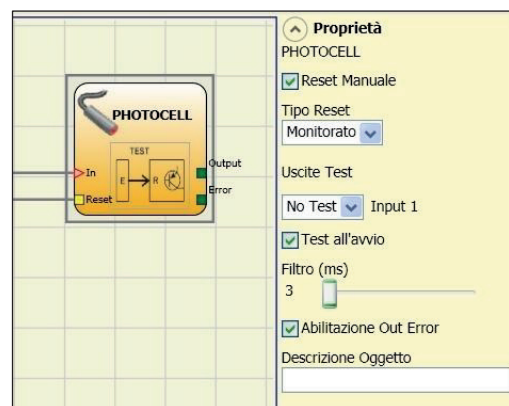 PHOTOCELL
TEST
E R
In
Reset
Output
Error
Proprietà
PHOTOCELL
Reset Manuale
Tipo Reset
Monitorato
Uscite Test
No Test Input 1
Test all'avvio
Filtro (ms)
3
Abilitazione Out Error
Descrizione Oggetto